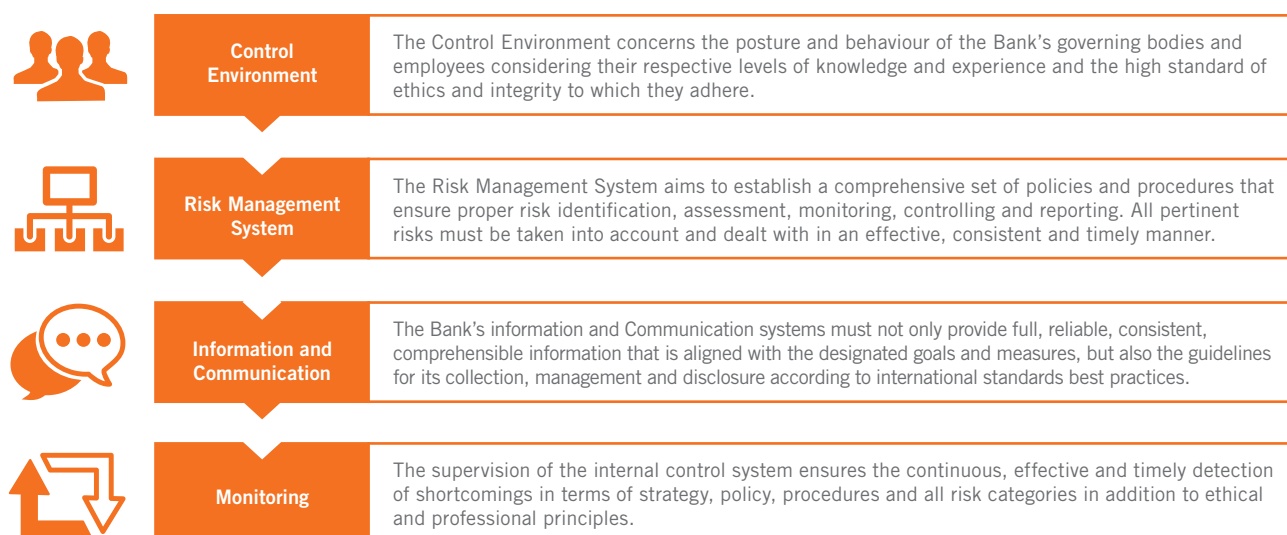 Control
Environment
The Control Environment concerns the posture and behaviour of the Bank's governing bodies and
employees considering their respective levels of knowledge and experience and the high standard of
ethics and integrity to which they adhere.
Risk Management
System
The Risk Management System aims to establish a comprehensive set of policies and procedures that
ensure proper risk identification, assessment, monitoring, controlling and reporting. All pertinent
risks must be taken into account and dealt with in an effective, consistent and timely manner.
Information and
Communication
The Bank's information and Communication systems must not only provide full, reliable, consistent,
comprehensible information that is aligned with the designated goals and measures, but also the guidelines
for its collection, management and disclosure according to international standards best practices.
Monitoring
The supervision of the internal control system ensures the continuous, effective and timely detection
of shortcomings in terms of strategy, policy, procedures and all risk categories in addition to ethical
and professional principles.